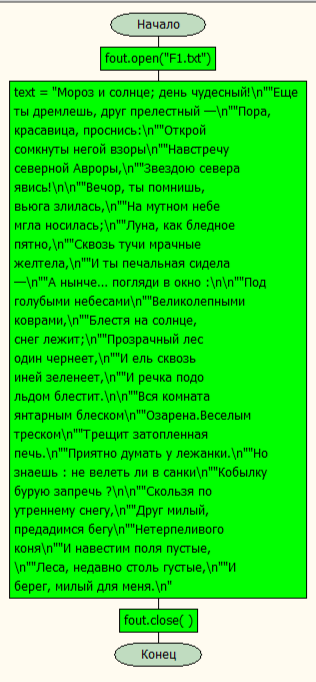 Начало
fout.open("F1.txt")
text = "Мороз и солнце; день чудесный!\n""Еще
ты дремлешь, друг прелестный —\n""Пора,
красавица, проснись:\n""Открой
сомкнуты негой взоры\n""Навстречу
северной Авроры,\n""Звездою севера
явись!\n\n""Вечор, ты помнишь,
вьюга злилась,\n""На мутном небе
мгла носилась;\n""Луна, как бледное
пятно,\n""Сквозь тучи мрачные
желтела,\n""И ты печальная сидела
—\n""А нынче... погляди в окно :\n\n""Под
голубыми небесами\n""Великолепными
коврами,\n""Блестя на солнце,
снег лежит;\n""Прозрачный лес
один чернеет,\n""И ель сквозь
иней зеленеет,\n""И речка подо
льдом блестит.\n\n""Вся комната
янтарным блеском\n""Озарена.Веселым
треском\n""Трещит затопленная
печь.\n""Приятно думать у лежанки.\n""Но
знаешь : не велеть ли в санки\n""Кобылку
бурую запречь ?\n\n""Скользя по
утреннему снегу,\n""Друг милый,
предадимся бегу\n""Нетерпеливого
коня\n""И навестим поля пустые,
\n""Леса, недавно столь густые,\n""И
берег, милый для меня.\n"
fout.close( )
Конец